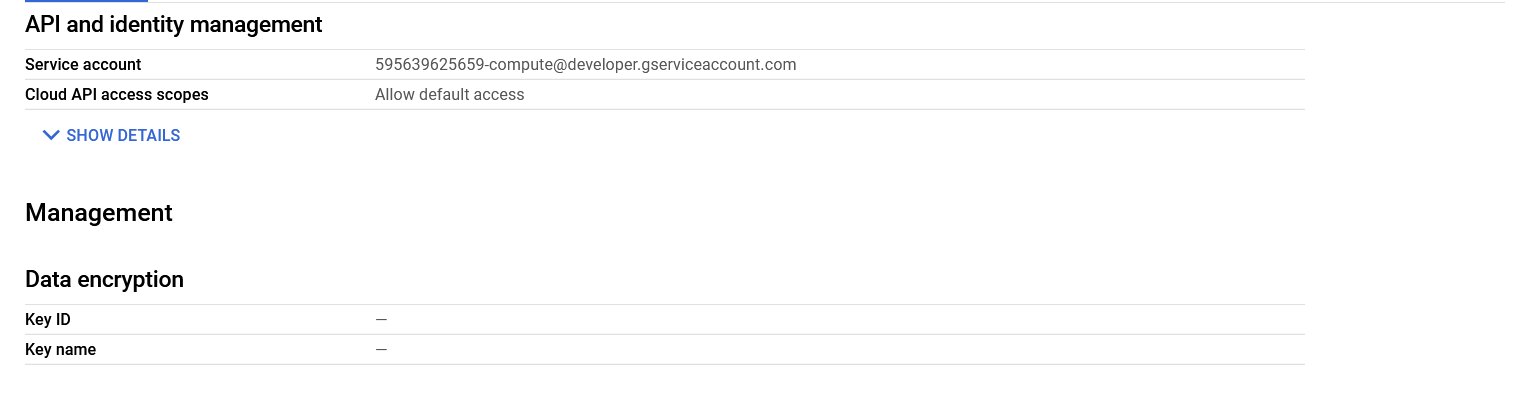 API and identity management
Service account 595639625659-compute@developer.gserviceaccount.com
Cloud API access scopes Allow default access
SHOW DETAILS
Management
Data encryption
Key ID —
Key name —